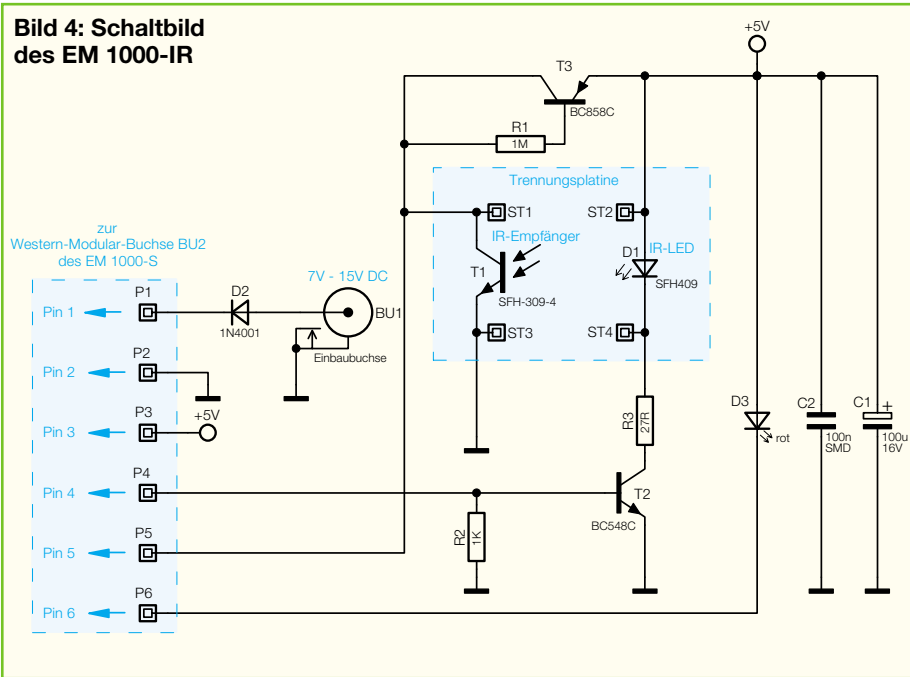 Bild 4: Schaltbild
des EM 1000-IR
+5V
T3
BC858C
R1
1M
Trennungsplatine
ST1
ST2
IR-Empfänger
IR-LED
D1
T1
SFH409
SFH-309-4
ST3
ST4
zur
Western-Modular-Buchse BU2
des EM 1000-S
7V - 15V DC
Pin 1
P1
D2
1N4001
BU1
Einbaubuchse
Pin 2
P2
Pin 3
P3
+5V
Pin 4
P4
Pin 5
P5
Pin 6
P6
R3
27R
T2
BC548C
R2
1K
D3
rot
C2
100n
SMD
C1
+
100u
16V